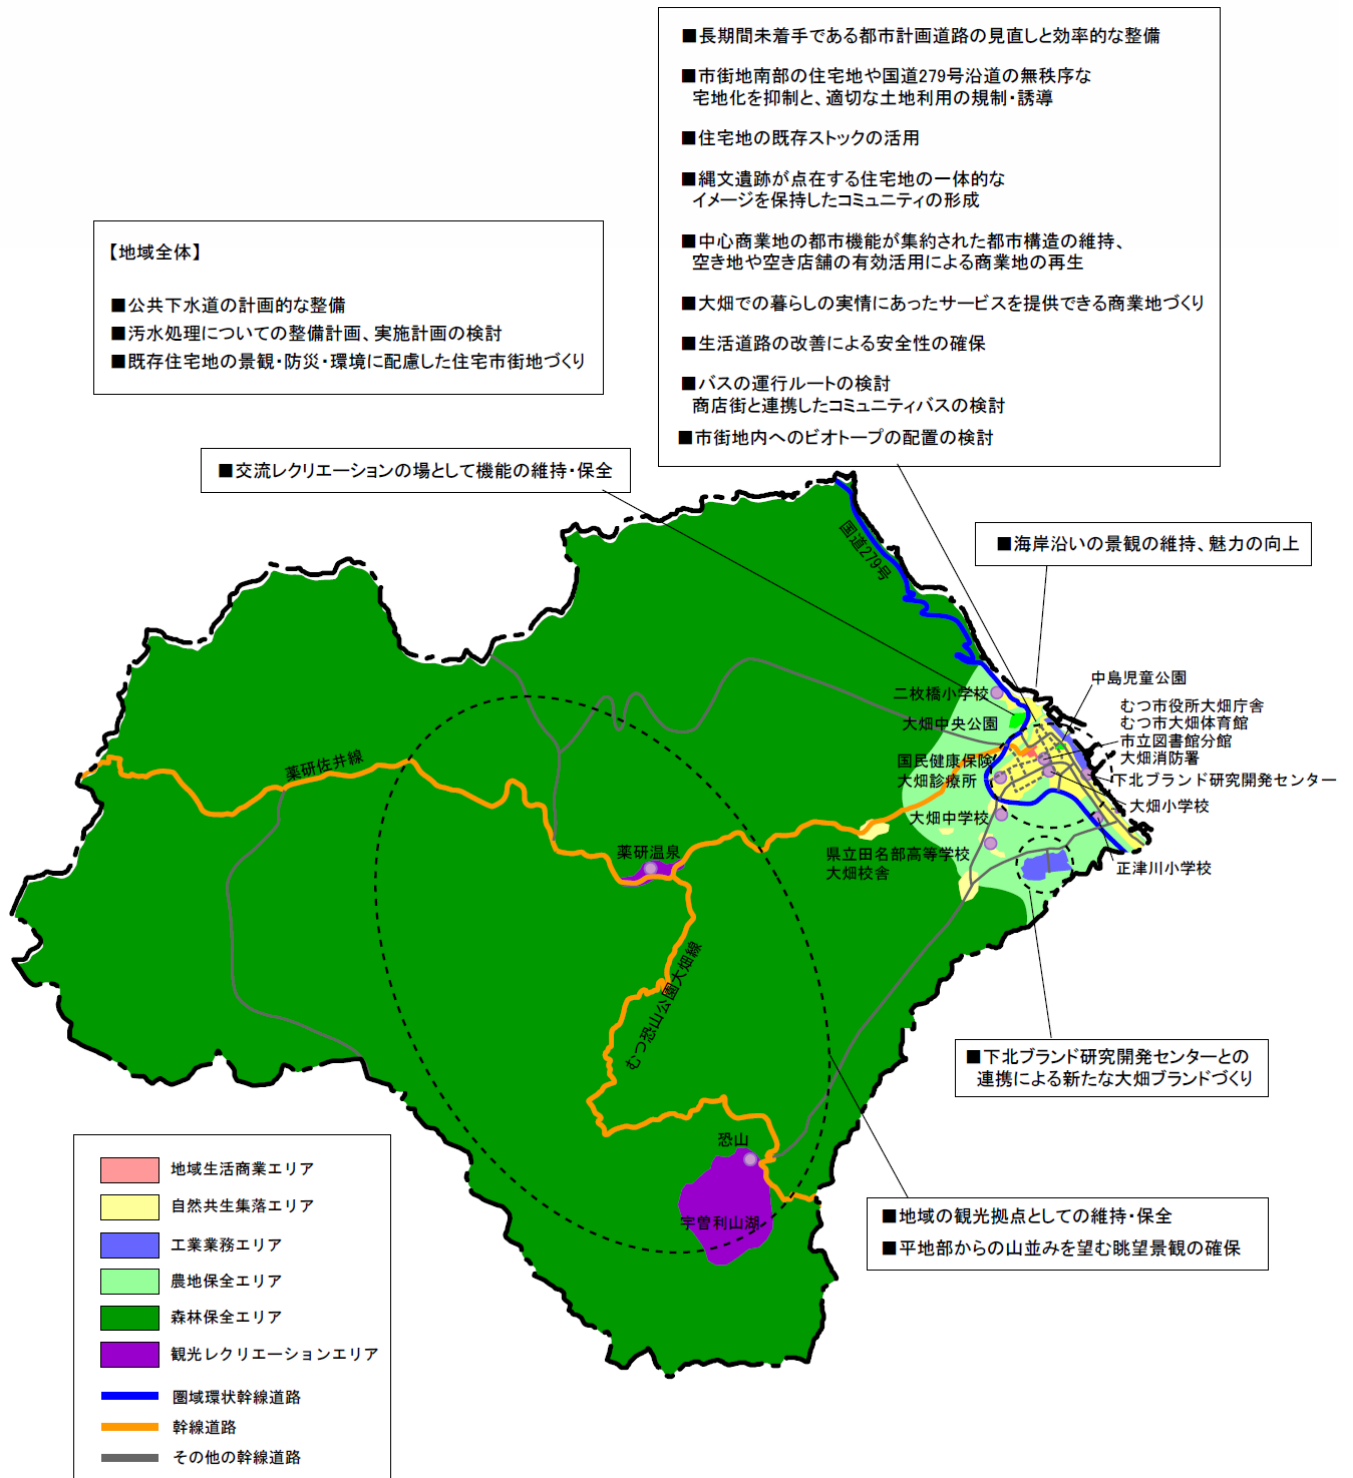 ■長期間未着手である都市計画道路の見直しと効率的な整備
■市街地南部の住宅地や国道279号沿道の無秩序な
宅地化を抑制と、適切な土地利用の規制・誘導
■住宅地の既存ストックの活用
■縄文遺跡が点在する住宅地の一体的な
イメージを保持したコミュニティの形成
■中心商業地の都市機能が集約された都市構造の維持、
空き地や空き店舗の有効活用による商業地の再生
■大畑での暮らしの実情にあったサービスを提供できる商業地づくり
■生活道路の改善による安全性の確保
■バスの運行ルートの検討
商店街と連携したコミュニティバスの検討
■市街地内へのビオトープの配置の検討
【地域全体】
■公共下水道の計画的な整備
■汚水処理についての整備計画、実施計画の検討
■既存住宅地の景観・防災・環境に配慮した住宅市街地づくり
■交流レクリエーションの場として機能の維持・保全
■海岸沿いの景観の維持、魅力の向上
国道279号
二枚橋小学校
大畑中央公園
国民健康保険
大畑診療所
大畑中学校
県立田名部高等学校
大畑校舎
中島児童公園
むつ市役所大畑庁舎
むつ市大畑体育館
市立図書館分館
大畑消防署
下北ブランド研究開発センター
大畑小学校
正津川小学校
薬研佐井線
薬研温泉
むつ恐山公園大畑線
恐山
宇曽利山湖
■下北ブランド研究開発センターとの
連携による新たな大畑ブランドづくり
■地域の観光拠点としての維持・保全
■平地部からの山並みを望む眺望景観の確保
地域生活商業エリア
自然共生集落エリア
工業業務エリア
農地保全エリア
森林保全エリア
観光レクリエーションエリア
圏域環状幹線道路
幹線道路
その他の幹線道路